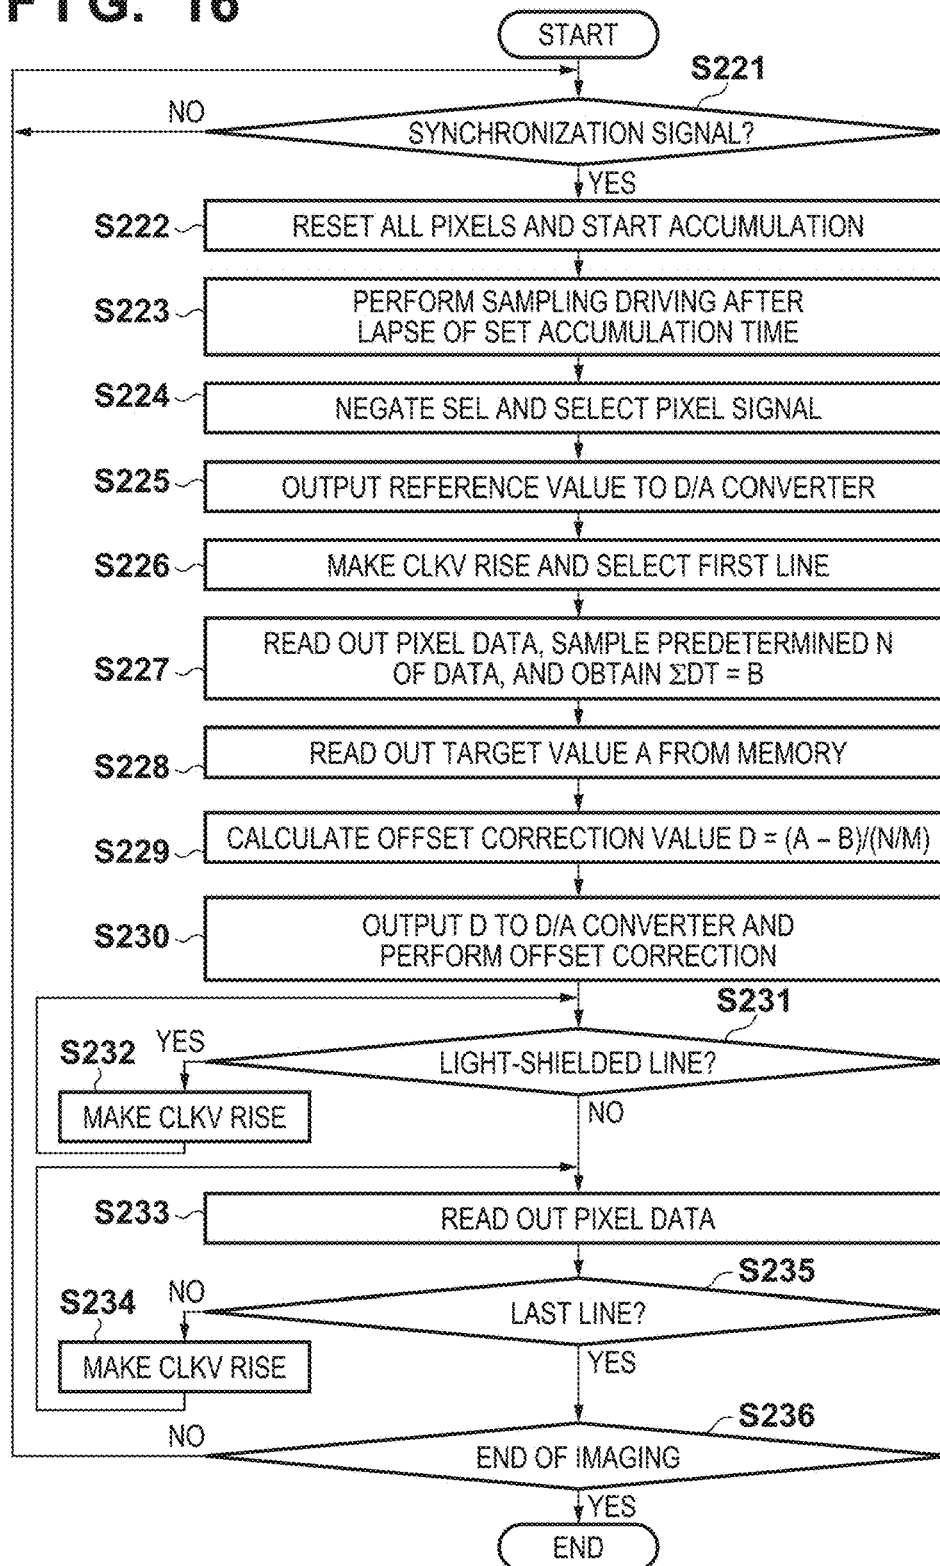 FIG. 16
START
S221
NO
SYNCHRONIZATION SIGNAL?
YES
S222
RESET ALL PIXELS AND START ACCUMULATION
S223
PERFORM SAMPLING DRIVING AFTER
LAPSE OF SET ACCUMULATION TIME
S224
NEGATE SEL AND SELECT PIXEL SIGNAL
S225
OUTPUT REFERENCE VALUE TO D/A CONVERTER
S226
MAKE CLKV RISE AND SELECT FIRST LINE
S227
READ OUT PIXEL DATA, SAMPLE PREDETERMINED N
OF DATA, AND OBTAIN ΣDT = B
S228
READ OUT TARGET VALUE A FROM MEMORY
S229
CALCULATE OFFSET CORRECTION VALUE D = (A – B)/(N/M)
S230
OUTPUT D TO D/A CONVERTER AND
PERFORM OFFSET CORRECTION
S231
S232
YES
LIGHT-SHIELDED LINE?
MAKE CLKV RISE
NO
S233
READ OUT PIXEL DATA
S235
S234
NO
LAST LINE?
MAKE CLKV RISE
YES
S236
NO
END OF IMAGING
YES
END